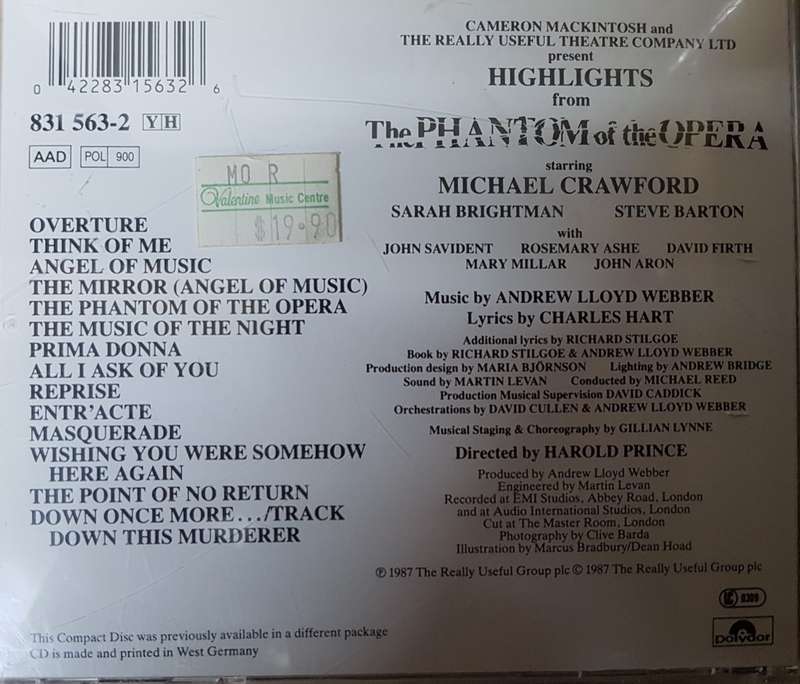 0 42283 15632 6
831 563-2 YH
AAD POL 900
MO R
Valentine Music Centre
$19.90
OVERTURE
THINK OF ME
ANGEL OF MUSIC
THE MIRROR (ANGEL OF MUSIC)
THE PHANTOM OF THE OPERA
THE MUSIC OF THE NIGHT
PRIMA DONNA
ALL I ASK OF YOU
REPRISE
ENTR'ACTE
MASQUERADE
WISHING YOU WERE SOMEHOW
HERE AGAIN
THE POINT OF NO RETURN
DOWN ONCE MORE.../TRACK
DOWN THIS MURDERER
This Compact Disc was previously available in a different package
CD is made and printed in West Germany
CAMERON MACKINTOSH and
THE REALLY USEFUL THEATRE COMPANY LTD
present
HIGHLIGHTS
from
The PHANTOM of the OPERA
starring
MICHAEL CRAWFORD
SARAH BRIGHTMAN STEVE BARTON
with
JOHN SAVIDENT ROSEMARY ASHE DAVID FIRTH
MARY MILLAR JOHN ARON
Music by ANDREW LLOYD WEBBER
Lyrics by CHARLES HART
Additional lyrics by RICHARD STILGOE
Book by RICHARD STILGOE & ANDREW LLOYD WEBBER
Production design by MARIA BJÖRNSON Lighting by ANDREW BRIDGE
Sound by MARTIN LEVAN Conducted by MICHAEL REED
Production Musical Supervision DAVID CADDICK
Orchestrations by DAVID CULLEN & ANDREW LLOYD WEBBER
Musical Staging & Choreography by GILLIAN LYNNE
Directed by HAROLD PRINCE
Produced by Andrew Lloyd Webber
Engineered by Martin Levan
Recorded at EMI Studios, Abbey Road, London
and at Audio International Studios, London
Cut at The Master Room, London
Photography by Clive Barda
Illustration by Marcus Bradbury/Dean Hoad
℗ 1987 The Really Useful Group plc © 1987 The Really Useful Group plc
LC 0309
Polydor